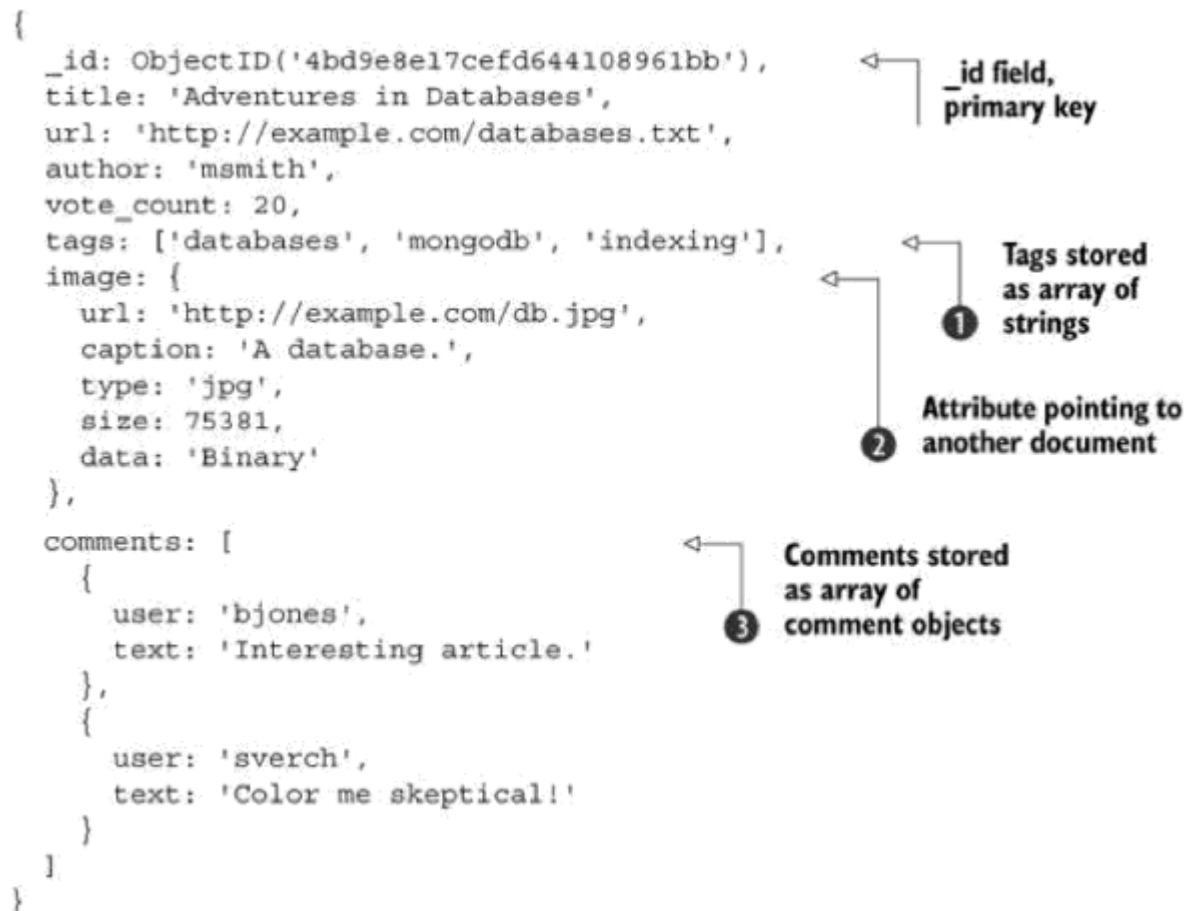 {
_id: ObjectID('4bd9e8e17cefd644108961bb'),
title: 'Adventures in Databases',
url: 'http://example.com/databases.txt',
author: 'msmith',
vote_count: 20,
tags: ['databases', 'mongodb', 'indexing'],
image: {
url: 'http://example.com/db.jpg',
caption: 'A database.',
type: 'jpg',
size: 75381,
data: 'Binary'
},
comments: [
{
user: 'bjones',
text: 'Interesting article.'
},
{
user: 'sverch',
text: 'Color me skeptical!'
}
]
}
_id field,
primary key
Tags stored
as array of
1 strings
Attribute pointing to
2 another document
Comments stored
as array of
3 comment objects